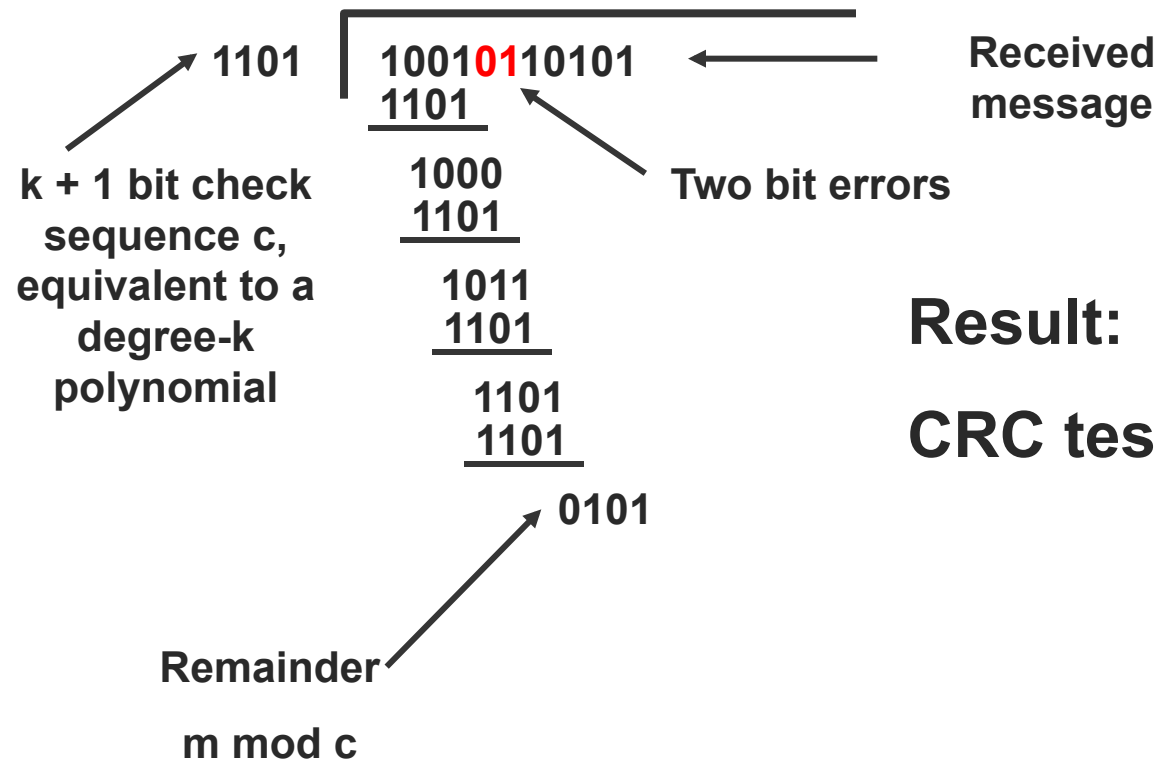 1101
10010110101
Received
message
1101
k + 1 bit check
sequence c,
equivalent to a
degree-k
polynomial
1000
1101
Two bit errors
1011
1101
1101
1101
0101
Result:
CRC tes
Remainder
m mod c